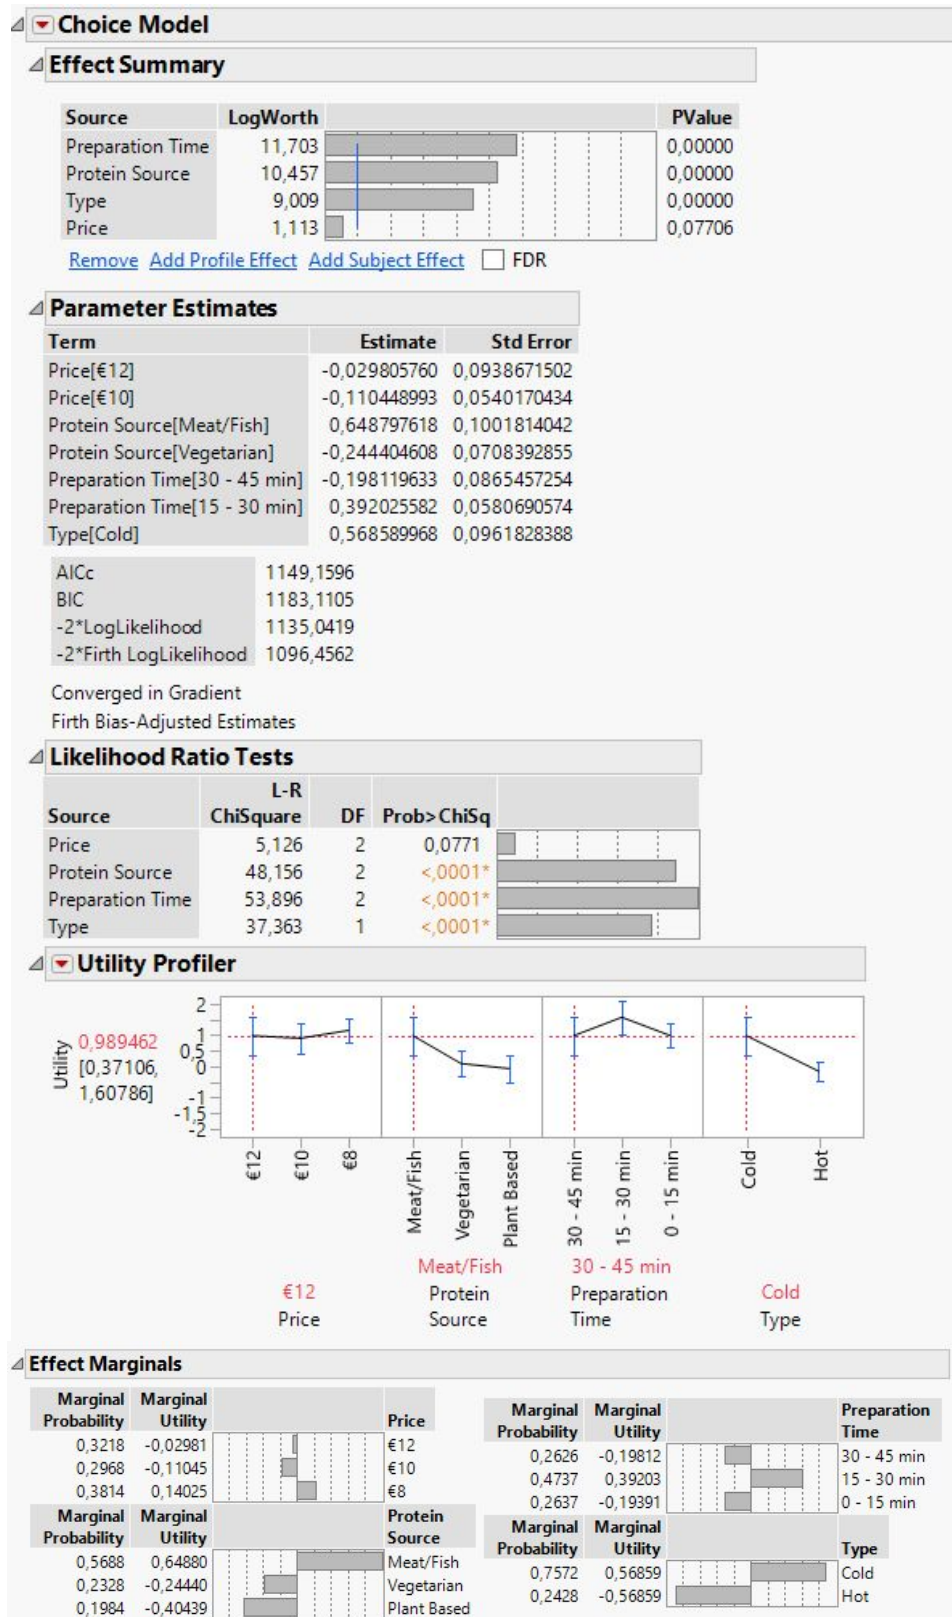 Choice Model
Effect Summary
Source LogWorth PValue
Preparation Time 11,703 0,00000
Protein Source 10,457 0,00000
Type 9,009 0,00000
Price 1,113 0,07706
Remove Add Profile Effect Add Subject Effect FDR
Parameter Estimates
Term Estimate Std Error
Price[€12] -0,029805760 0,0938671502
Price[€10] -0,110448993 0,0540170434
Protein Source[Meat/Fish] 0,648797618 0,1001814042
Protein Source[Vegetarian] -0,244404608 0,0708392855
Preparation Time[30 - 45 min] -0,198119633 0,0865457254
Preparation Time[15 - 30 min] 0,392025582 0,0580690574
Type[Cold] 0,568589968 0,0961828388
AICc 1149,1596
BIC 1183,1105
-2*LogLikelihood 1135,0419
-2*Firth LogLikelihood 1096,4562
Converged in Gradient
Firth Bias-Adjusted Estimates
Likelihood Ratio Tests
L-R
Source ChiSquare DF Prob>ChiSq
Price 5,126 2 0,0771
Protein Source 48,156 2 <,0001*
Preparation Time 53,896 2 <,0001*
Type 37,363 1 <,0001*
Utility Profiler
Utility
0,989462
[0,37106,
1,60786]
2
1
0,5
0
-1
-1,5
-2
€12 €10 €8 Meat/Fish Vegetarian Plant Based 30 - 45 min 15 - 30 min 0 - 15 min Cold Hot
€12 Meat/Fish 30 - 45 min Cold
Price Protein Source Preparation Time Type
Effect Marginals
Marginal Probability Marginal Utility Price
0,3218 -0,02981 €12
0,2968 -0,11045 €10
0,3814 0,14025 €8
Marginal Probability Marginal Utility Protein Source
0,5688 0,64880 Meat/Fish
0,2328 -0,24440 Vegetarian
0,1984 -0,40439 Plant Based
Marginal Probability Marginal Utility Preparation Time
0,2626 -0,19812 30 - 45 min
0,4737 0,39203 15 - 30 min
0,2637 -0,19391 0 - 15 min
Marginal Probability Marginal Utility Type
0,7572 0,56859 Cold
0,2428 -0,56859 Hot